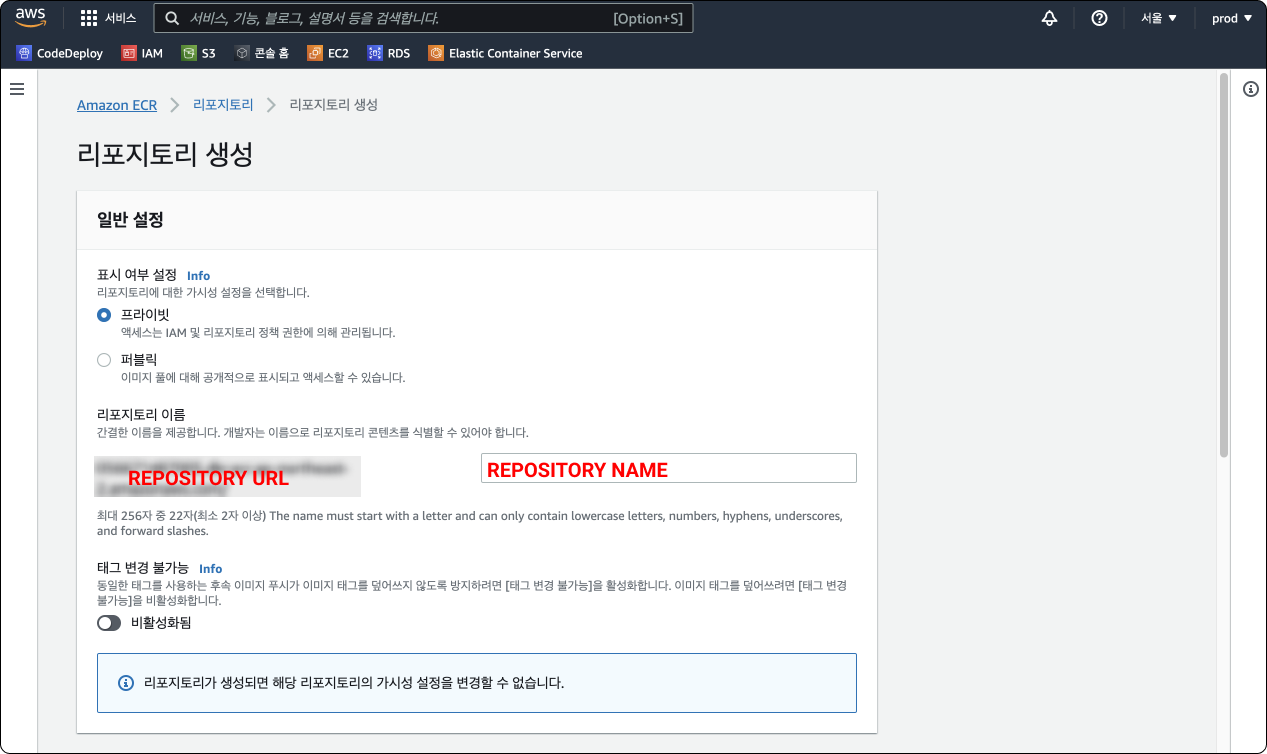 aws 서비스 서비스, 기능, 블로그, 설명서 등을 검색합니다. [Option+S] 서울 ▼ prod ▼
CodeDeploy IAM S3 콘솔 홈 EC2 RDS Elastic Container Service
Amazon ECR > 리포지토리 > 리포지토리 생성
리포지토리 생성
일반 설정
표시 여부 설정 Info
리포지토리에 대한 가시성 설정을 선택합니다.
프라이빗
액세스는 IAM 및 리포지토리 정책 권한에 의해 관리됩니다.
퍼블릭
이미지 풀에 대해 공개적으로 표시되고 액세스할 수 있습니다.
리포지토리 이름
간결한 이름을 제공합니다. 개발자는 이름으로 리포지토리 콘텐츠를 식별할 수 있어야 합니다.
REPOSITORY URL REPOSITORY NAME
최대 256자 중 22자(최소 2자 이상) The name must start with a letter and can only contain lowercase letters, numbers, hyphens, underscores,
and forward slashes.
태그 변경 불가능 Info
동일한 태그를 사용하는 후속 이미지 푸시가 이미지 태그를 덮어쓰지 않도록 방지하려면 [태그 변경 불가능]을 활성화합니다. 이미지 태그를 덮어쓰려면 [태그 변경
불가능]을 비활성화합니다.
비활성화됨
리포지토리가 생성되면 해당 리포지토리의 가시성 설정을 변경할 수 없습니다.